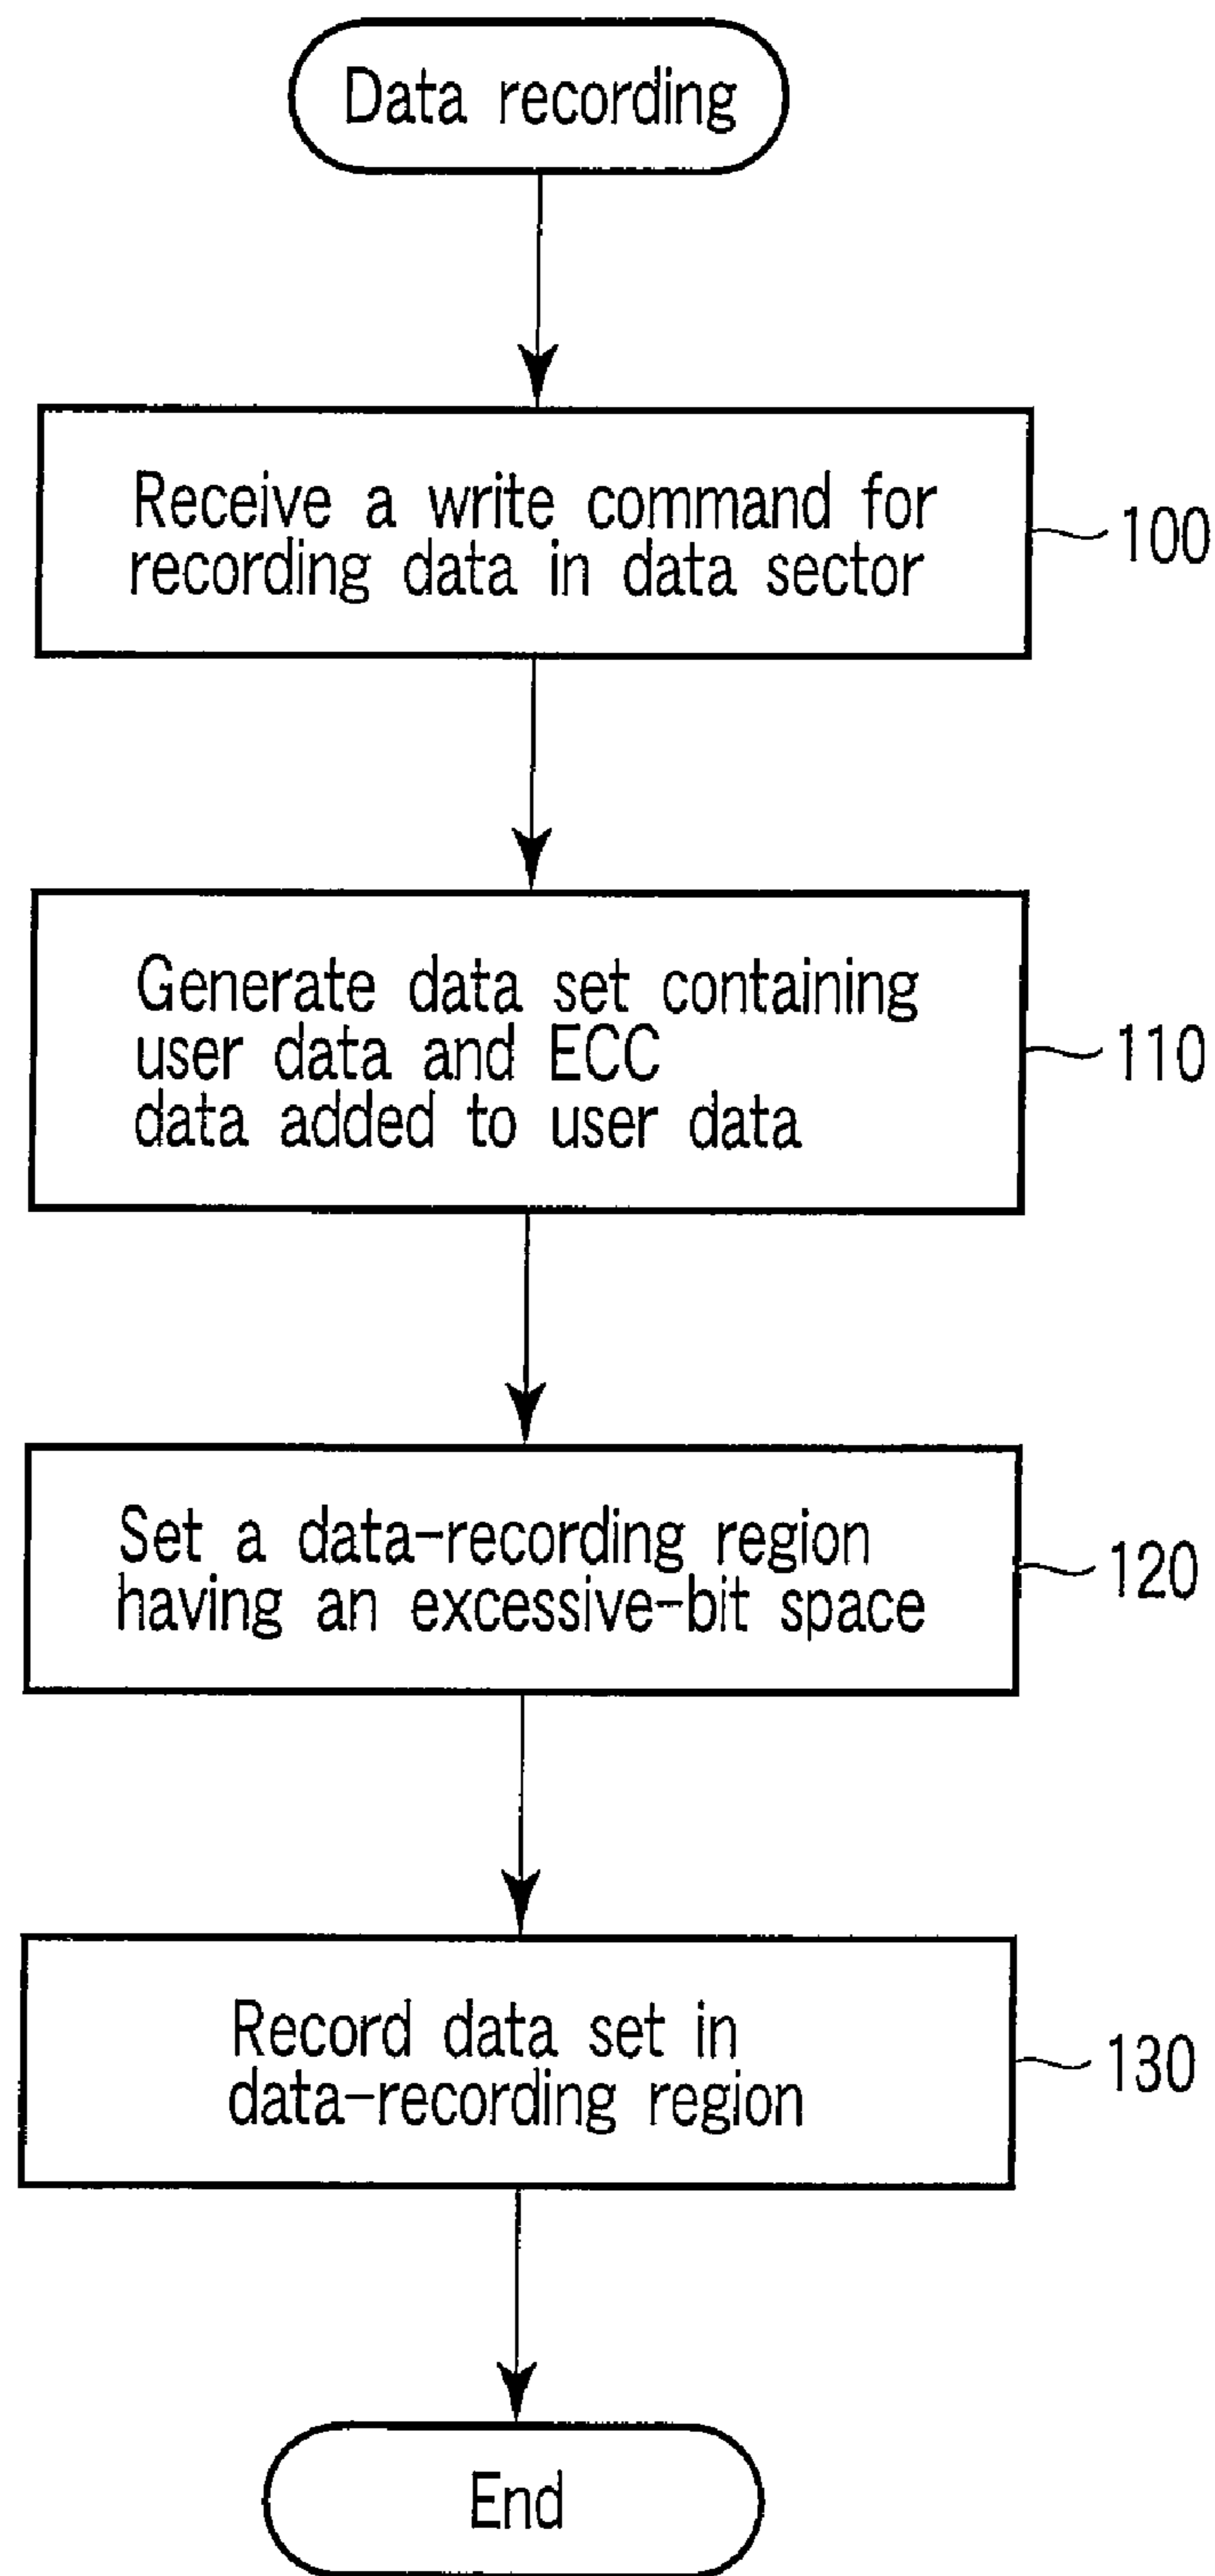 Data recording
Receive a write command for
recording data in data sector
100
Generate data set containing
user data and ECC
data added to user data
110
Set a data-recording region
having an excessive-bit space
120
Record data set in
data-recording region
130
End